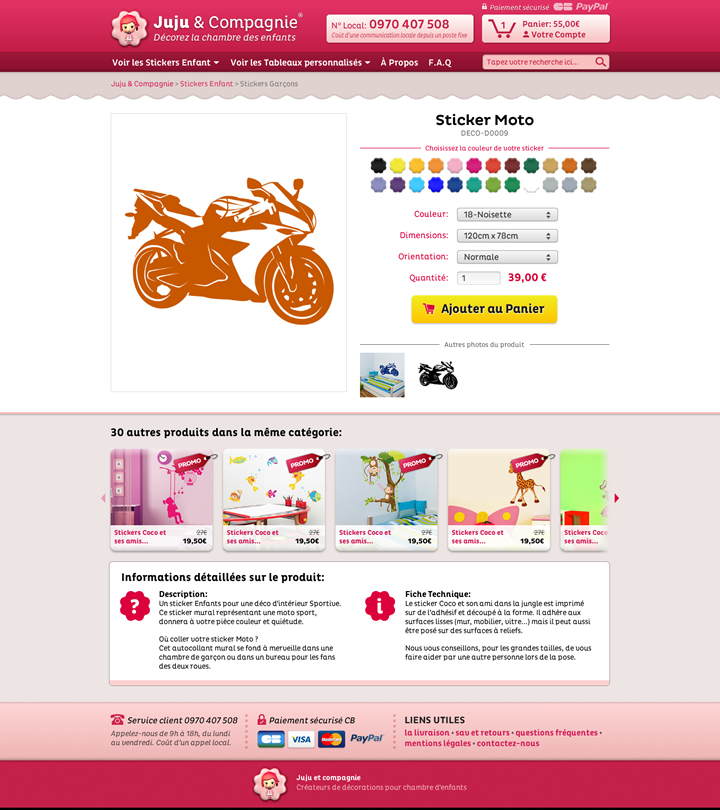 Paiement sécurisé CB PayPal
Juju & Compagnie®
Décorez la chambre des enfants
N° Local: 0970 407 508
Coût d'une communication locale depuis un poste fixe
1
Panier: 55,00€
Votre Compte
Voir les Stickers Enfant
Voir les Tableaux personnalisés
À Propos
F.A.Q
Tapez votre recherche ici...
Juju & Compagnie > Stickers Enfant > Stickers Garçons
Sticker Moto
DECO-D0009
Choisissez la couleur de votre sticker
Couleur: 18-Noisette
Dimensions: 120cm x 78cm
Orientation: Normale
Quantité: 1 39,00 €
Ajouter au Panier
Autres photos du produit
30 autres produits dans la même catégorie:
PROMO
Stickers Coco et 27€
ses amis... 19,50€
PROMO
Stickers Coco et 27€
ses amis... 19,50€
PROMO
Stickers Coco et 27€
ses amis... 19,50€
PROMO
Stickers Coco et 27€
ses amis... 19,50€
Stickers Coco
ses amis...
Informations détaillées sur le produit:
?
Description:
Un sticker Enfants pour une déco d'intérieur Sportive.
Ce sticker mural représentant une moto sport,
donnera à votre pièce couleur et quiétude.
Où coller votre sticker Moto ?
Cet autocollant mural se fond à merveille dans une
chambre de garçon ou dans un bureau pour les fans
des deux roues.
i
Fiche Technique:
Le sticker Coco et son ami dans la jungle est imprimé
sur de l'adhésif et découpé à la forme. Il adhère aux
surfaces lisses (mur, mobilier, vitre...) mais il peut aussi
être posé sur des surfaces à reliefs.
Nous vous conseillons, pour les grandes tailles, de vous
faire aider par une autre personne lors de la pose.
Service client 0970 407 508
Appelez-nous de 9h à 18h, du lundi
au vendredi. Coût d'un appel local.
Paiement sécurisé CB
VISA MasterCard PayPal
LIENS UTILES
la livraison • sav et retours • questions fréquentes •
mentions légales • contactez-nous
Juju et compagnie
Créateurs de décorations pour chambre d'enfants